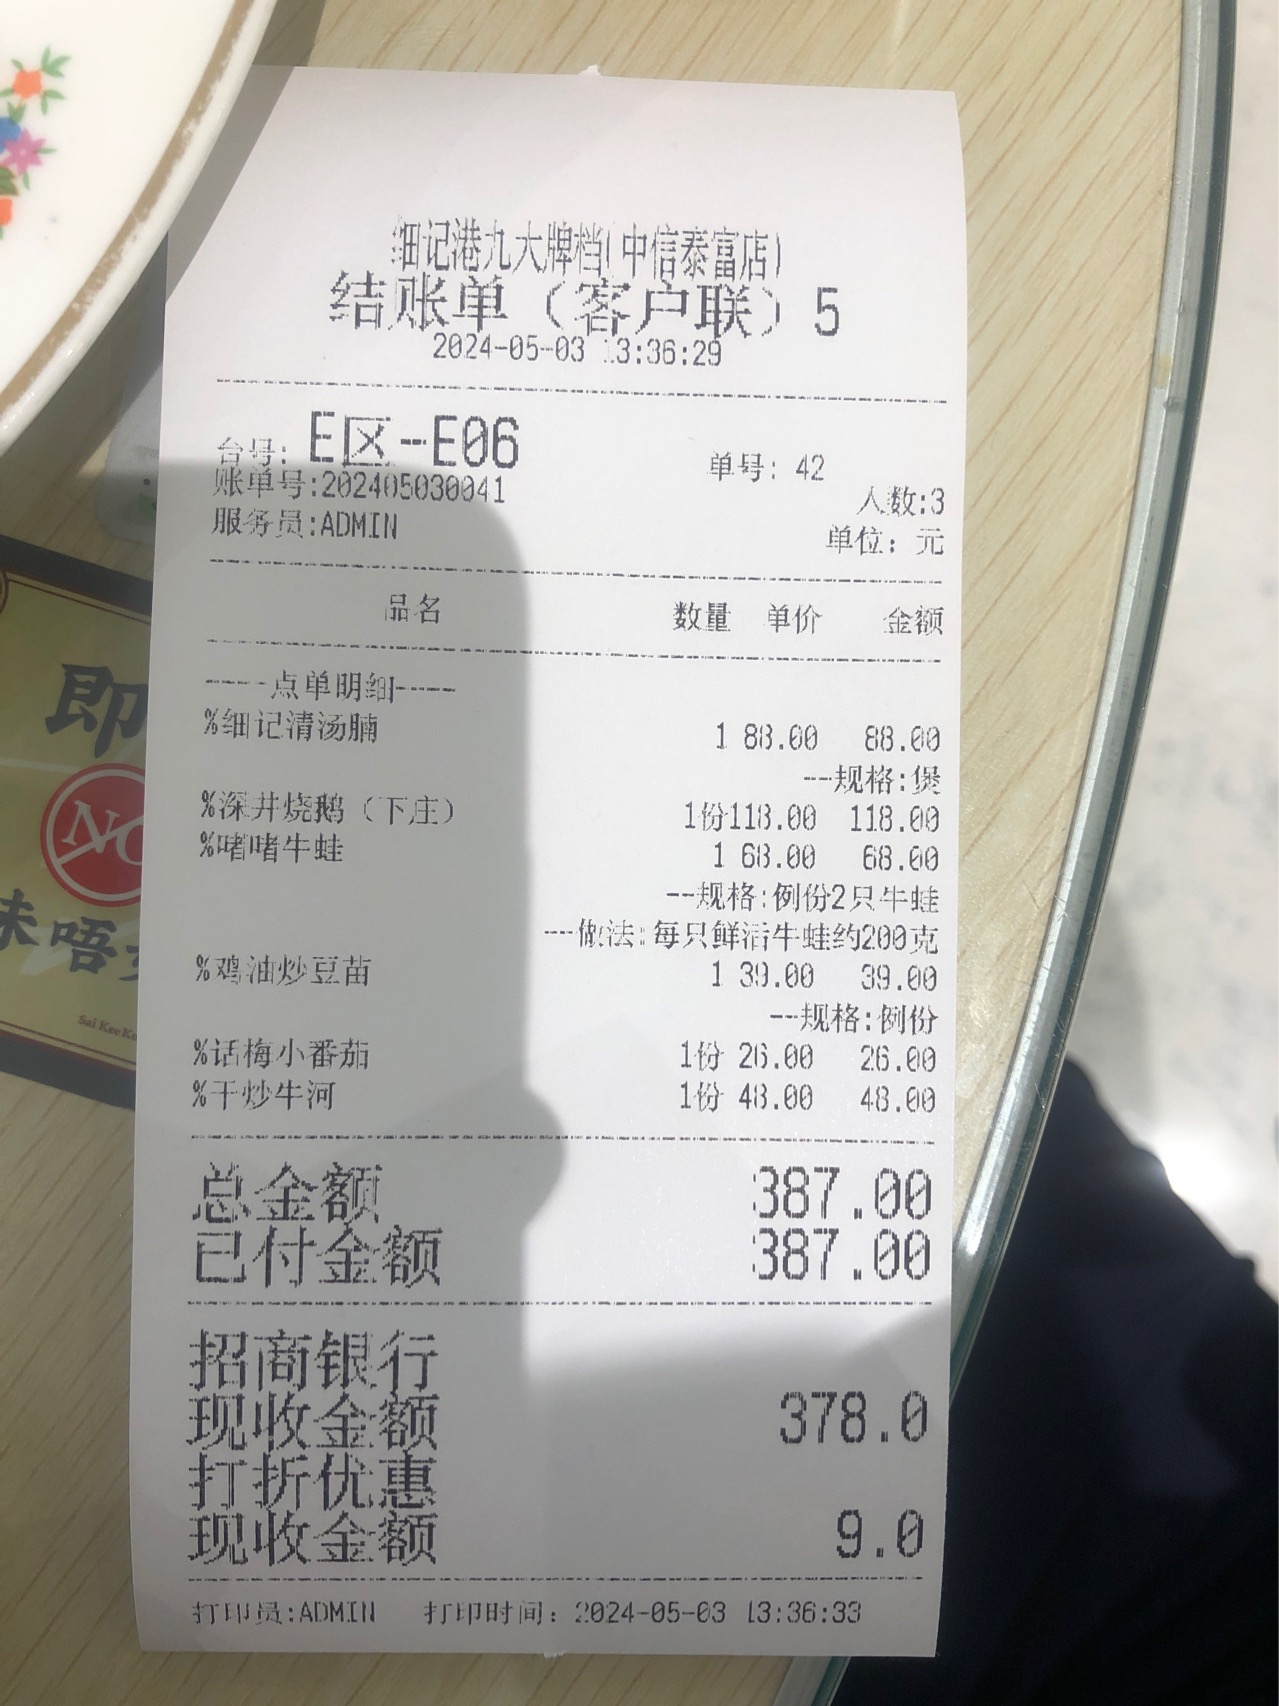 细记港九大牌档(中信泰富店)
结账单（客户联）5
2024-05-03 13:36:29
台号: E区-E06 单号: 42
账单号:202405030041 人数:3
服务员:ADMIN 单位: 元
品名 数量 单价 金额
-----点单明细-----
%细记清汤腩 1 88.00 88.00
--规格:煲
%深井烧鹅（下庄） 1份118.00 118.00
%啫啫牛蛙 1 68.00 68.00
--规格:例份2只牛蛙
---做法:每只鲜活牛蛙约200克
%鸡油炒豆苗 1 39.00 39.00
--规格:例份
%话梅小番茄 1份 26.00 26.00
%干炒牛河 1份 48.00 48.00
总金额 387.00
已付金额 387.00
招商银行
现收金额 378.0
打折优惠
现收金额 9.0
打印员:ADMIN 打印时间: 2024-05-03 13:36:33
即
NO
味唔